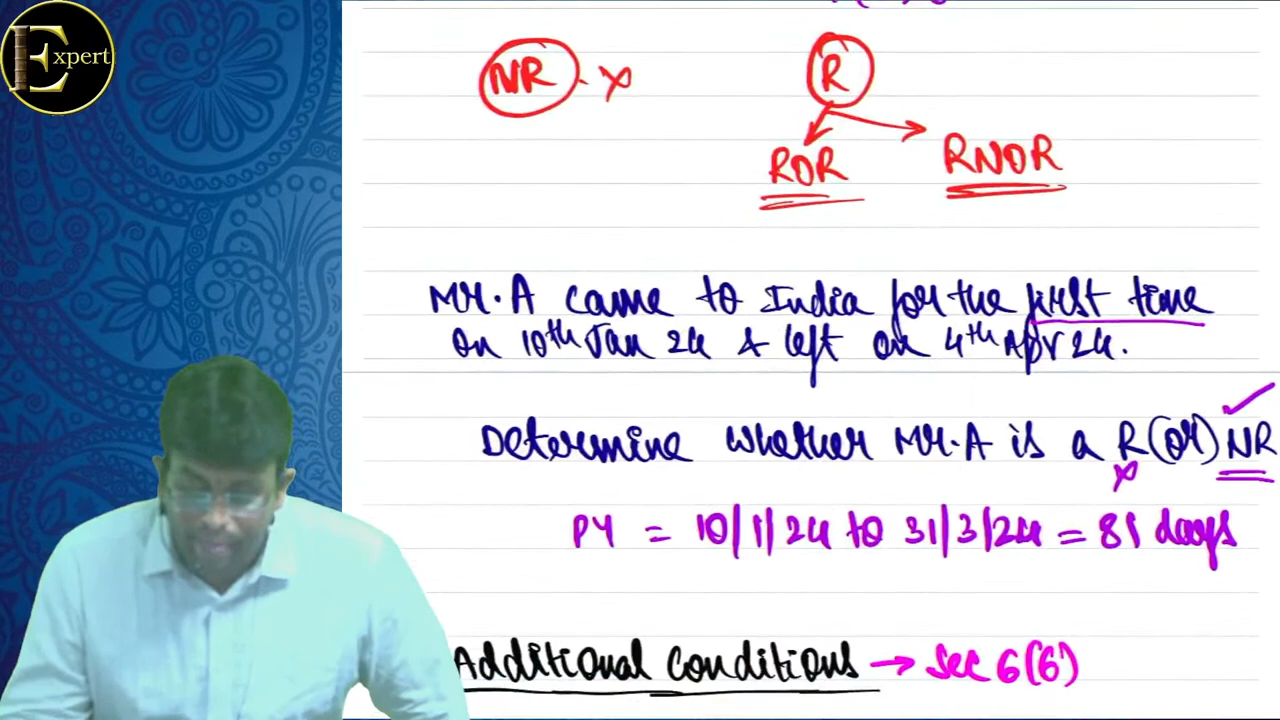 Expert
NR x R
ROR RNOR
Mr. A came to India for the first time
on 10th Jan 24 & left on 4th Apr 24.
Determine whether Mr. A is a R (or) NR
x
PY = 10/1/24 to 31/3/24 = 81 days
Additional conditions → Sec 6(6)